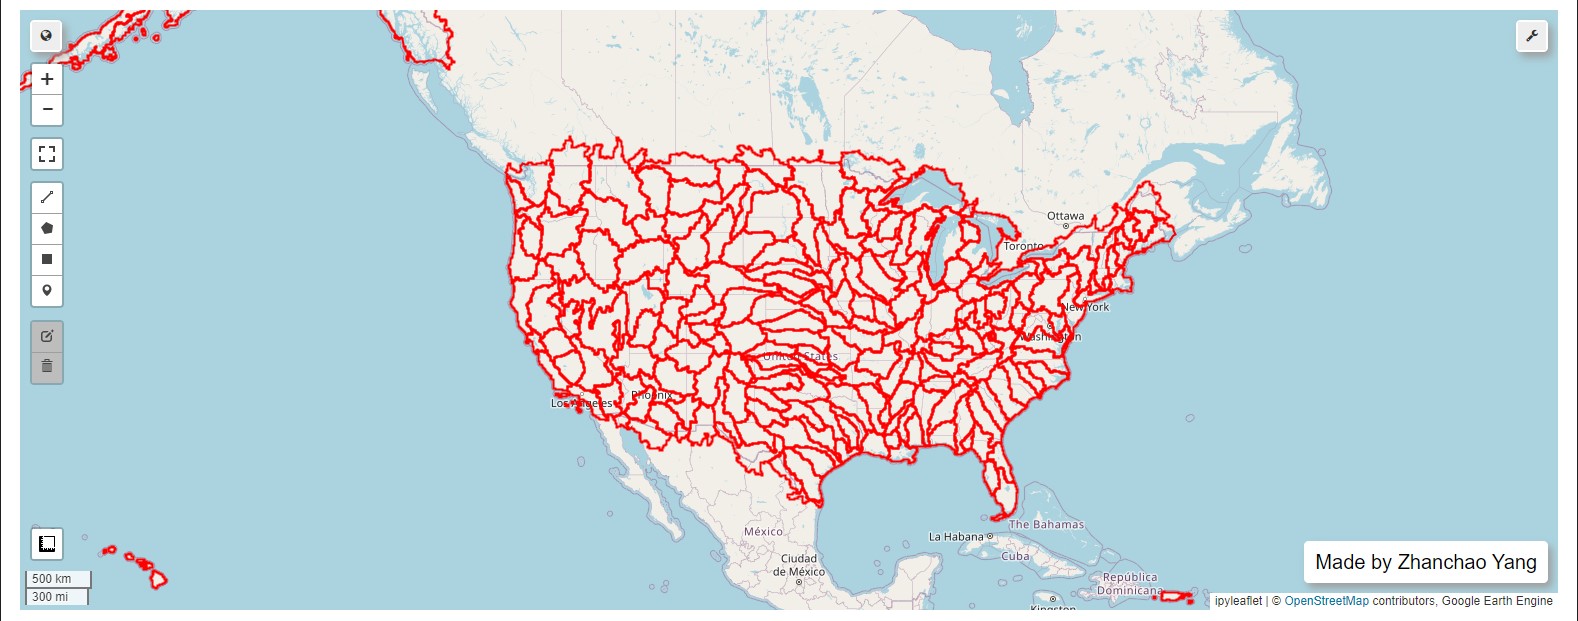 +
−
Ottawa
Toronto
New York
Washington
United States
Phoenix
Los Angeles
México
The Bahamas
La Habana
Cuba
Ciudad
de México
República
Dominicana
Kingston
500 km
300 mi
Made by Zhanchao Yang
ipyleaflet | © OpenStreetMap contributors, Google Earth Engine